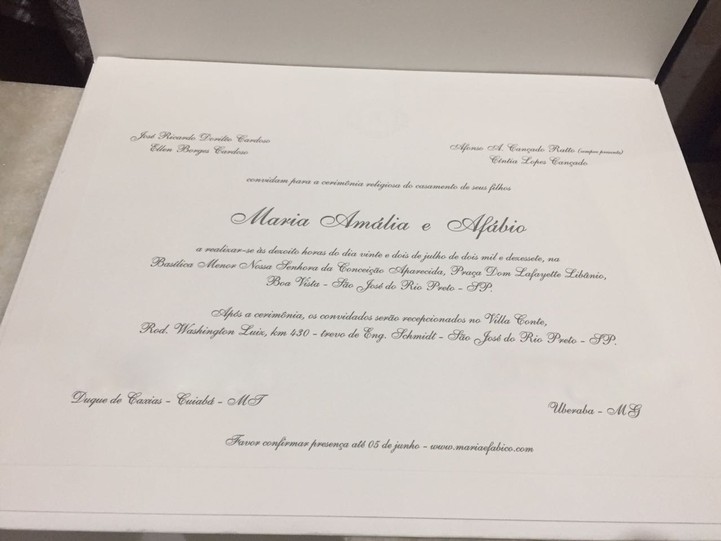 José Ricardo Dorilêo Cardoso
Ellen Borges Cardoso
Afonso A. Cançado Ratto (sempre presente)
Cíntia Lopes Cançado
convidam para a cerimônia religiosa do casamento de seus filhos
Maria Amália e Afábio
a realizar-se às dezoito horas do dia vinte e dois de julho de dois mil e dezessete, na
Basílica Menor Nossa Senhora da Conceição Aparecida, Praça Dom Lafayette Libânio,
Boa Vista - São José do Rio Preto - SP.
Após a cerimônia, os convidados serão recepcionados no Villa Conte,
Rod. Washington Luiz, km 430 - trevo de Eng. Schmidt - São José do Rio Preto - SP.
Duque de Caxias - Cuiabá - MT
Uberaba - MG
Favor confirmar presença até 05 de junho - www.mariaefabico.com